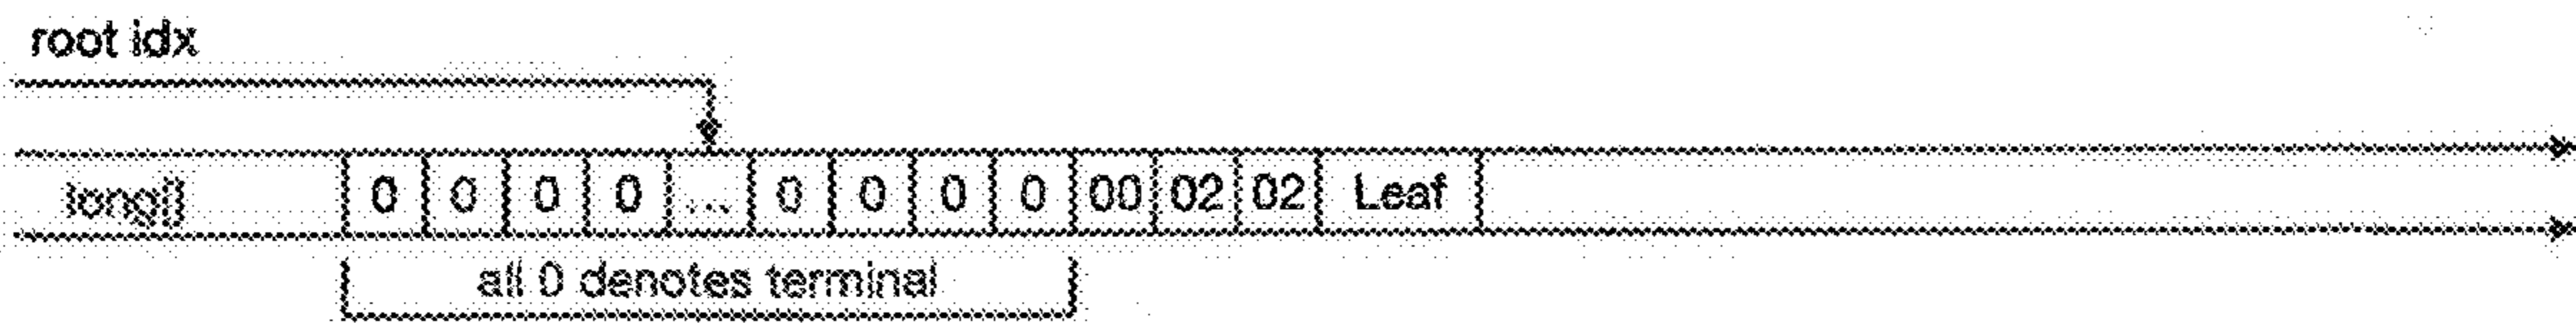 root idx
long[] 0 0 0 0 ... 0 0 0 0 00 02 02 Leaf
all 0 denotes terminal